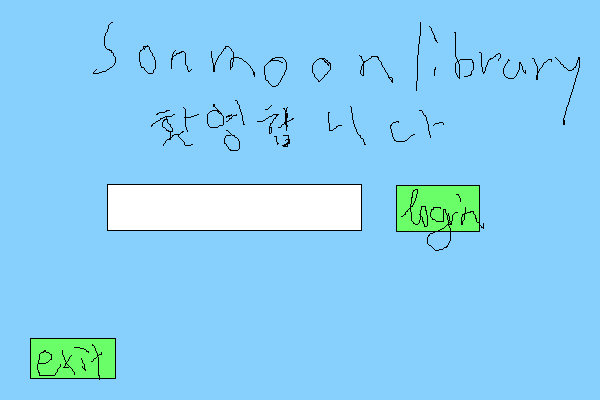 Sonmoon library
환영합니다
login
exit